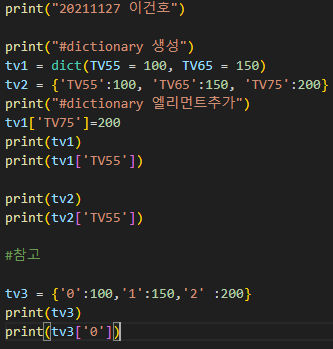 print("20211127 이건호")
print("#dictionary 생성")
tv1 = dict(TV55 = 100, TV65 = 150)
tv2 = {'TV55':100, 'TV65':150, 'TV75':200}
print("#dictionary 엘리먼트추가")
tv1['TV75']=200
print(tv1)
print(tv1['TV55'])
print(tv2)
print(tv2['TV55'])
#참고
tv3 = {'0':100,'1':150,'2' :200}
print(tv3)
print(tv3['0'])